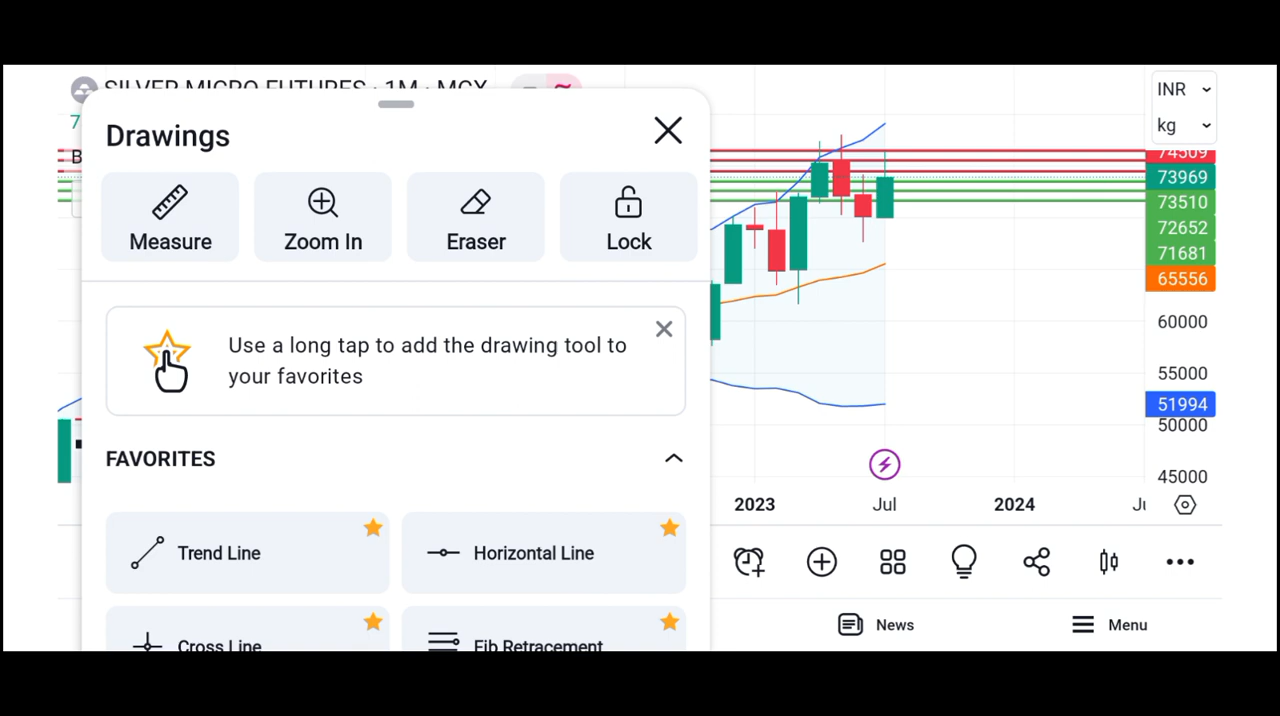 SILVER MICRO FUTURES · 1M · MCX
INR
kg
7
B
Drawings
Measure
Zoom In
Eraser
Lock
Use a long tap to add the drawing tool to
your favorites
FAVORITES
Trend Line
Horizontal Line
Cross Line
Fib Retracement
74509
73969
73510
72652
71681
65556
60000
55000
51994
50000
45000
2023
Jul
2024
News
Menu